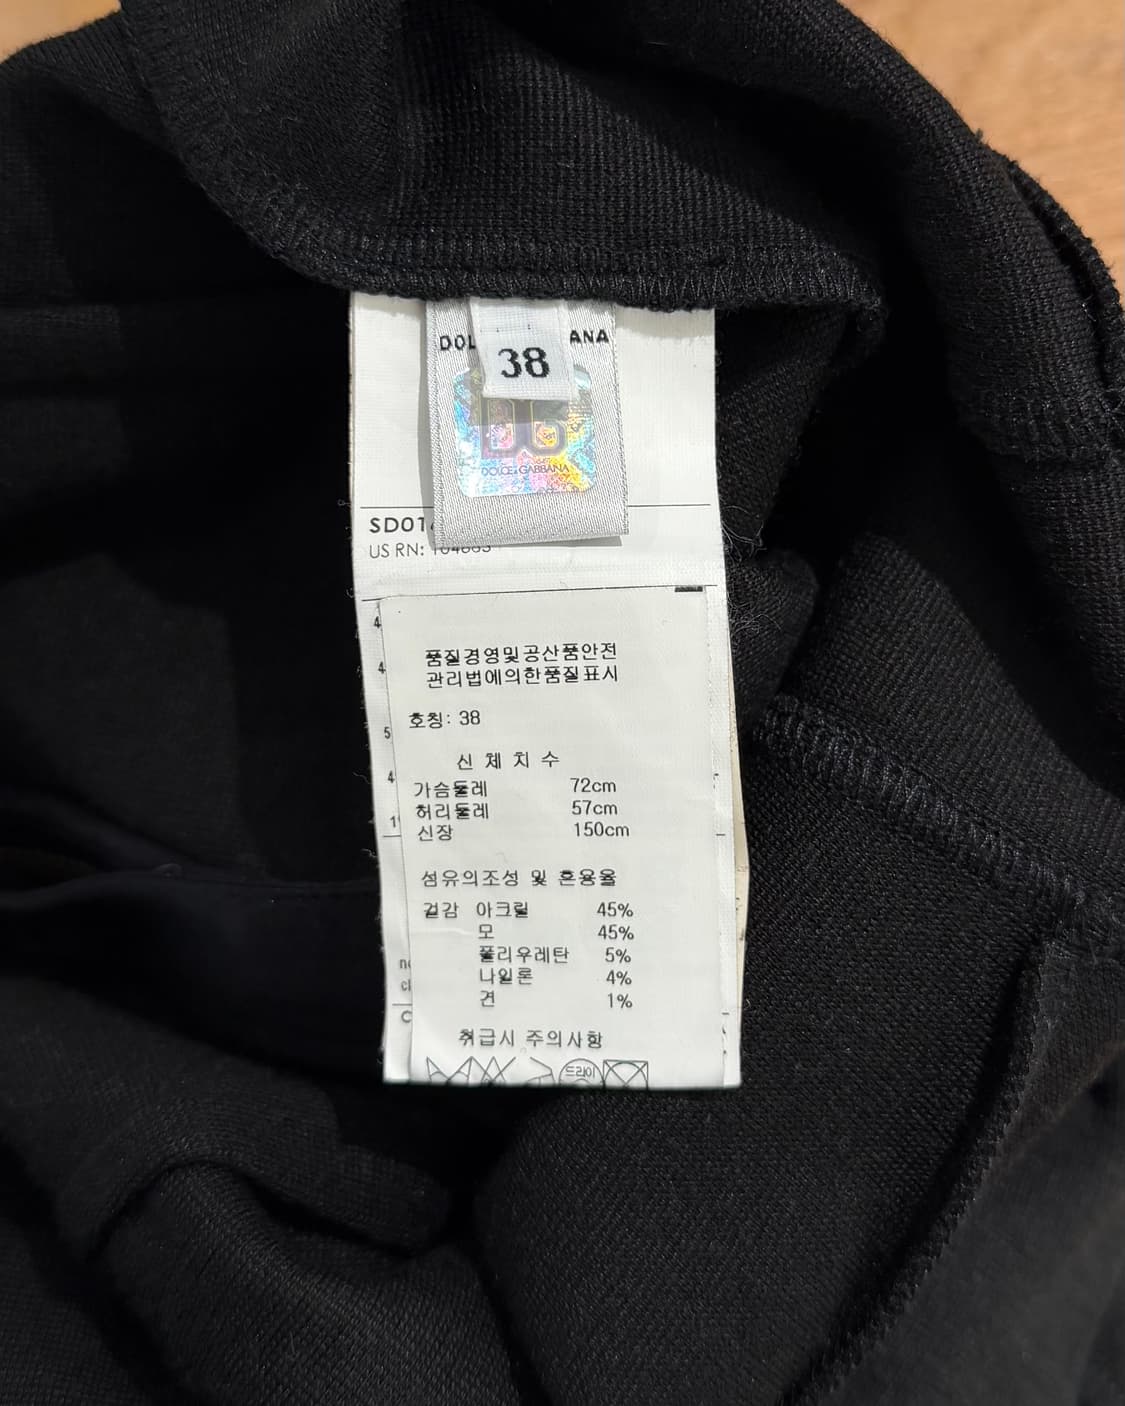 38
DOLCE & GABBANA
US RN:
품질경영및공산품안전
관리법에의한품질표시
호칭: 38
신 체 치 수
가슴둘레 72cm
허리둘레 57cm
신장 150cm
섬유의조성 및 혼용율
겉감 아크릴 45%
모 45%
폴리우레탄 5%
나일론 4%
견 1%
취급시 주의사항
드라이